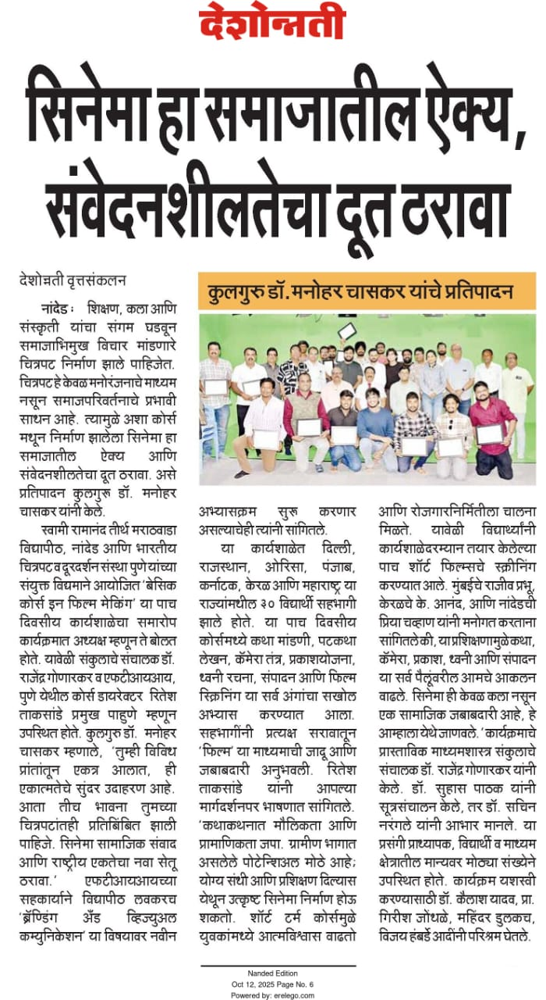 देशोन्नती
सिनेमा हा समाजातील ऐक्य,
संवेदनशीलतेचा दूत ठरावा
देशोन्नती वृत्तसंकलन
नांदेड : शिक्षण, कला आणि
संस्कृती यांचा संगम घडवून
समाजाभिमुख विचार मांडणारे
चित्रपट निर्माण झाले पाहिजेत.
चित्रपट हे केवळ मनोरंजनाचे माध्यम
नसून समाजपरिवर्तनाचे प्रभावी
साधन आहे. त्यामुळे अशा कोर्स
मधून निर्माण झालेला सिनेमा हा
समाजातील ऐक्य आणि
संवेदनशीलतेचा दूत ठरावा. असे
प्रतिपादन कुलगुरू डॉ. मनोहर
चासकर यांनी केले.
स्वामी रामानंद तीर्थ मराठवाडा
विद्यापीठ, नांदेड आणि भारतीय
चित्रपट व दूरदर्शन संस्था पुणे यांच्या
संयुक्त विद्यमाने आयोजित 'बेसिक
कोर्स इन फिल्म मेकिंग' या पाच
दिवसीय कार्यशाळेचा समारोप
कार्यक्रमात अध्यक्ष म्हणून ते बोलत
होते. यावेळी संकुलाचे संचालक डॉ.
राजेंद्र गोणारकर व एफटीआयआय,
पुणे येथील कोर्स डायरेक्टर रितेश
ताकसांडे प्रमुख पाहुणे म्हणून
उपस्थित होते. कुलगुरू डॉ. मनोहर
चासकर म्हणाले, 'तुम्ही विविध
प्रांतांतून एकत्र आलात, ही
एकात्मतेचे सुंदर उदाहरण आहे.
आता तीच भावना तुमच्या
चित्रपटांतही प्रतिबिंबित झाली
पाहिजे. सिनेमा सामाजिक संवाद
आणि राष्ट्रीय एकतेचा नवा सेतू
ठरावा.' एफटीआयआयच्या
सहकार्याने विद्यापीठ लवकरच
'ब्रॅण्डिंग अँड व्हिज्युअल
कम्युनिकेशन' या विषयावर नवीन
कुलगुरु डॉ.मनोहर चासकर यांचे प्रतिपादन
अभ्यासक्रम सुरू करणार
असल्याचेही त्यांनी सांगितले.
या कार्यशाळेत दिल्ली,
राजस्थान, ओरिसा, पंजाब,
कर्नाटक, केरळ आणि महाराष्ट्र या
राज्यांमधील ३० विद्यार्थी सहभागी
झाले होते. या पाच दिवसीय
कोर्समध्ये कथा मांडणी, पटकथा
लेखन, कॅमेरा तंत्र, प्रकाशयोजना,
ध्वनी रचना, संपादन आणि फिल्म
स्क्रिनिंग या सर्व अंगांचा सखोल
अभ्यास करण्यात आला.
सहभागींनी प्रत्यक्ष सरावातून
'फिल्म' या माध्यमाची जादू आणि
जबाबदारी अनुभवली. रितेश
ताकसांडे यांनी आपल्या
मार्गदर्शनपर भाषणात सांगितले.
'कथाकथनात मौलिकता आणि
प्रामाणिकता जपा. ग्रामीण भागात
असलेले पोटेन्शिअल मोठे आहे;
योग्य संधी आणि प्रशिक्षण दिल्यास
येथून उत्कृष्ट सिनेमा निर्माण होऊ
शकतो. शॉर्ट टर्म कोर्समुळे
युवकांमध्ये आत्मविश्वास वाढतो
आणि रोजगारनिर्मितीला चालना
मिळते. यावेळी विद्यार्थ्यांनी
कार्यशाळेदरम्यान तयार केलेल्या
पाच शॉर्ट फिल्म्सचे स्क्रीनिंग
करण्यात आले. मुंबईचे राजीव प्रभू,
केरळचे के. आनंद, आणि नांदेडची
प्रिया चव्हाण यांनी मनोगत करताना
सांगितले की, या प्रशिक्षणामुळे कथा,
कॅमेरा, प्रकाश, ध्वनी आणि संपादन
या सर्व पैलूंवरील आमचे आकलन
वाढले. सिनेमा ही केवळ कला नसून
एक सामाजिक जबाबदारी आहे, हे
आम्हाला येथे जाणवले. 'कार्यक्रमाचे
प्रास्ताविक माध्यमशास्त्र संकुलाचे
संचालक डॉ. राजेंद्र गोणारकर यांनी
केले. डॉ. सुहास पाठक यांनी
सूत्रसंचालन केले, तर डॉ. सचिन
नरंगले यांनी आभार मानले. या
प्रसंगी प्राध्यापक, विद्यार्थी व माध्यम
क्षेत्रातील मान्यवर मोठ्या संख्येने
उपस्थित होते. कार्यक्रम यशस्वी
करण्यासाठी डॉ. कैलाश यादव, प्रा.
गिरीश जोंधळे, महिंदर डुलकच,
विजय हंबर्डे आदींनी परिश्रम घेतले.
Nanded Edition
Oct 12, 2025 Page No. 6
Powered by: erelego.com